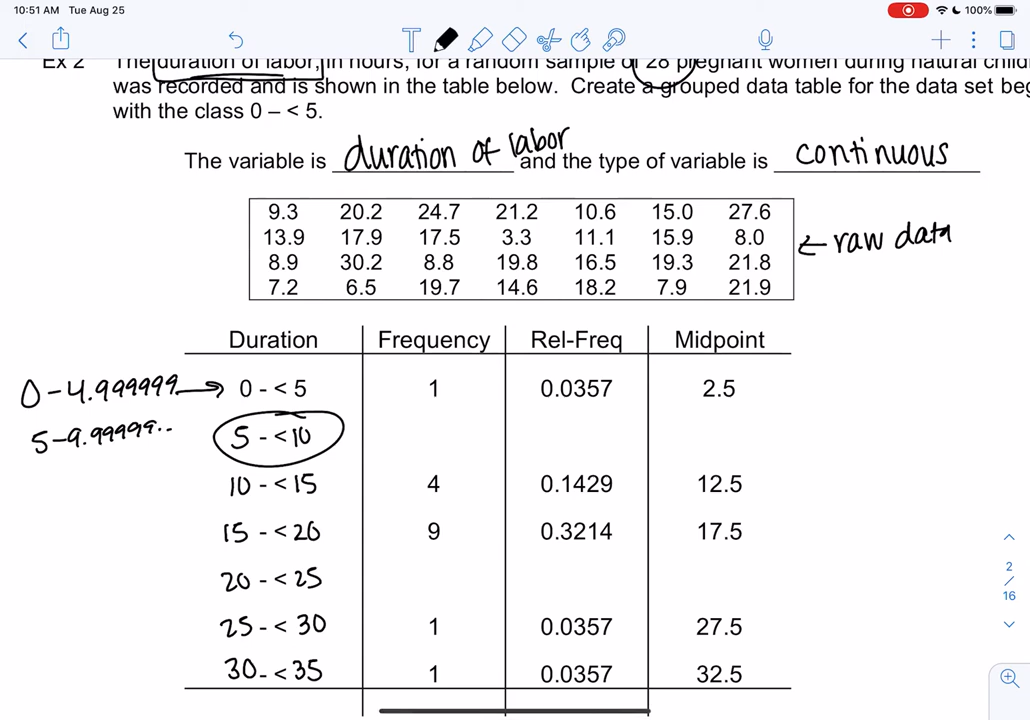 10:51 AM Tue Aug 25
100%
Ex 2 The duration of labor, in hours, for a random sample of 28 pregnant women during natural child
was recorded and is shown in the table below. Create a grouped data table for the data set beg
with the class 0 – < 5.
The variable is duration of labor and the type of variable is continuous
9.3 20.2 24.7 21.2 10.6 15.0 27.6
13.9 17.9 17.5 3.3 11.1 15.9 8.0
← raw data
8.9 30.2 8.8 19.8 16.5 19.3 21.8
7.2 6.5 19.7 14.6 18.2 7.9 21.9
Duration Frequency Rel-Freq Midpoint
0 - 4.999999 → 0 - < 5 1 0.0357 2.5
5 - 9.99999.. 5 - < 10
10 - < 15 4 0.1429 12.5
15 - < 20 9 0.3214 17.5
20 - < 25
25 - < 30 1 0.0357 27.5
30 - < 35 1 0.0357 32.5
2
/
16